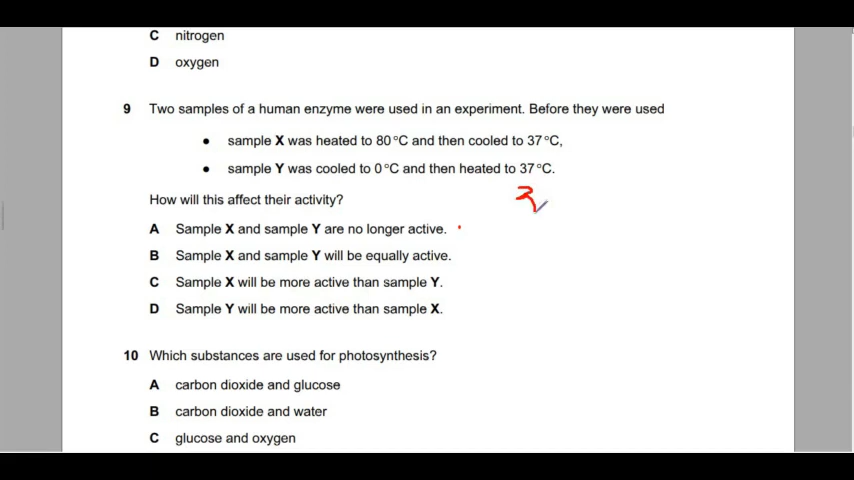 C nitrogen
D oxygen
9 Two samples of a human enzyme were used in an experiment. Before they were used
• sample X was heated to 80 °C and then cooled to 37 °C,
• sample Y was cooled to 0 °C and then heated to 37 °C.
How will this affect their activity?
A Sample X and sample Y are no longer active.
B Sample X and sample Y will be equally active.
C Sample X will be more active than sample Y.
D Sample Y will be more active than sample X.
10 Which substances are used for photosynthesis?
A carbon dioxide and glucose
B carbon dioxide and water
C glucose and oxygen